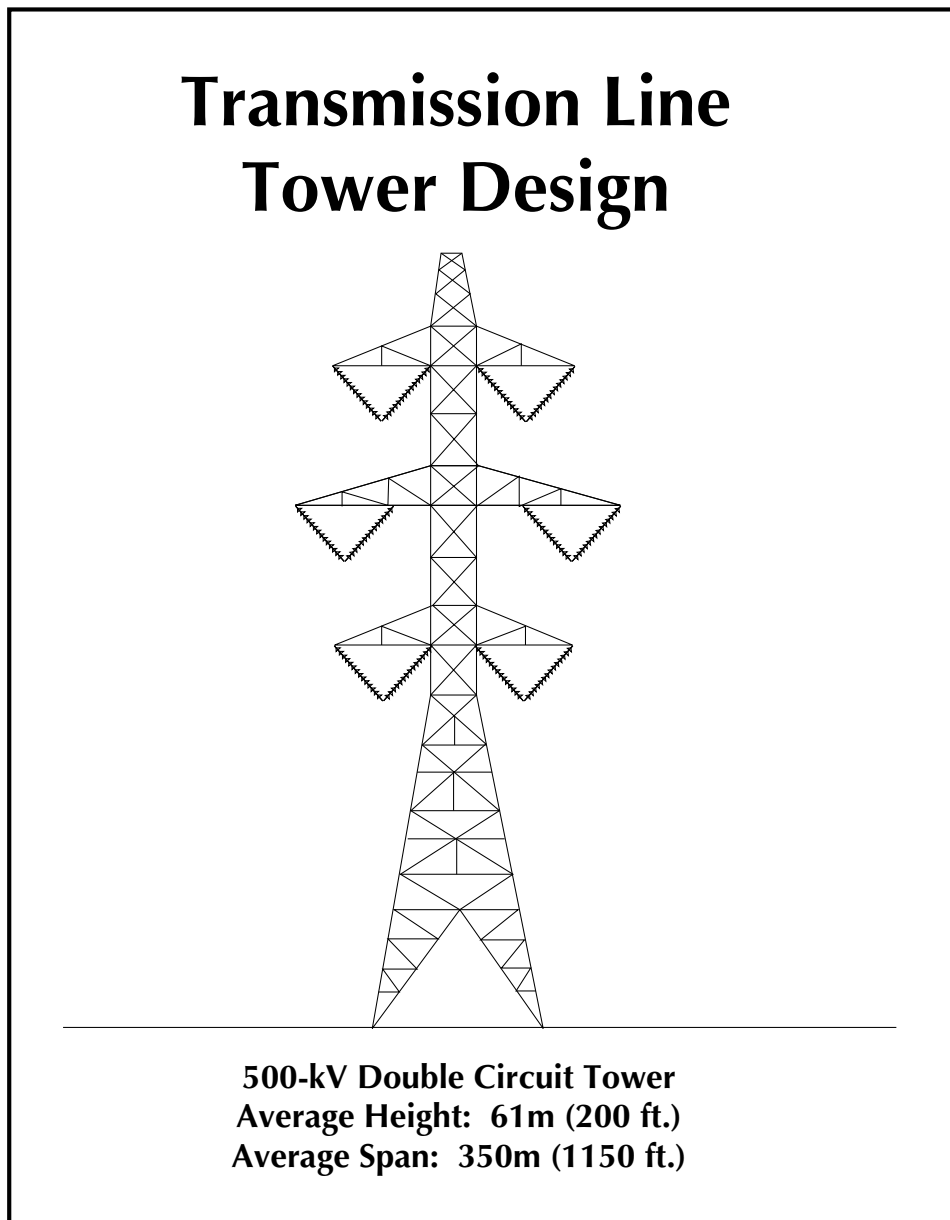 Transmission Line
Tower Design
500-kV Double Circuit Tower
Average Height:  61m (200 ft.)
Average Span:  350m (1150 ft.)